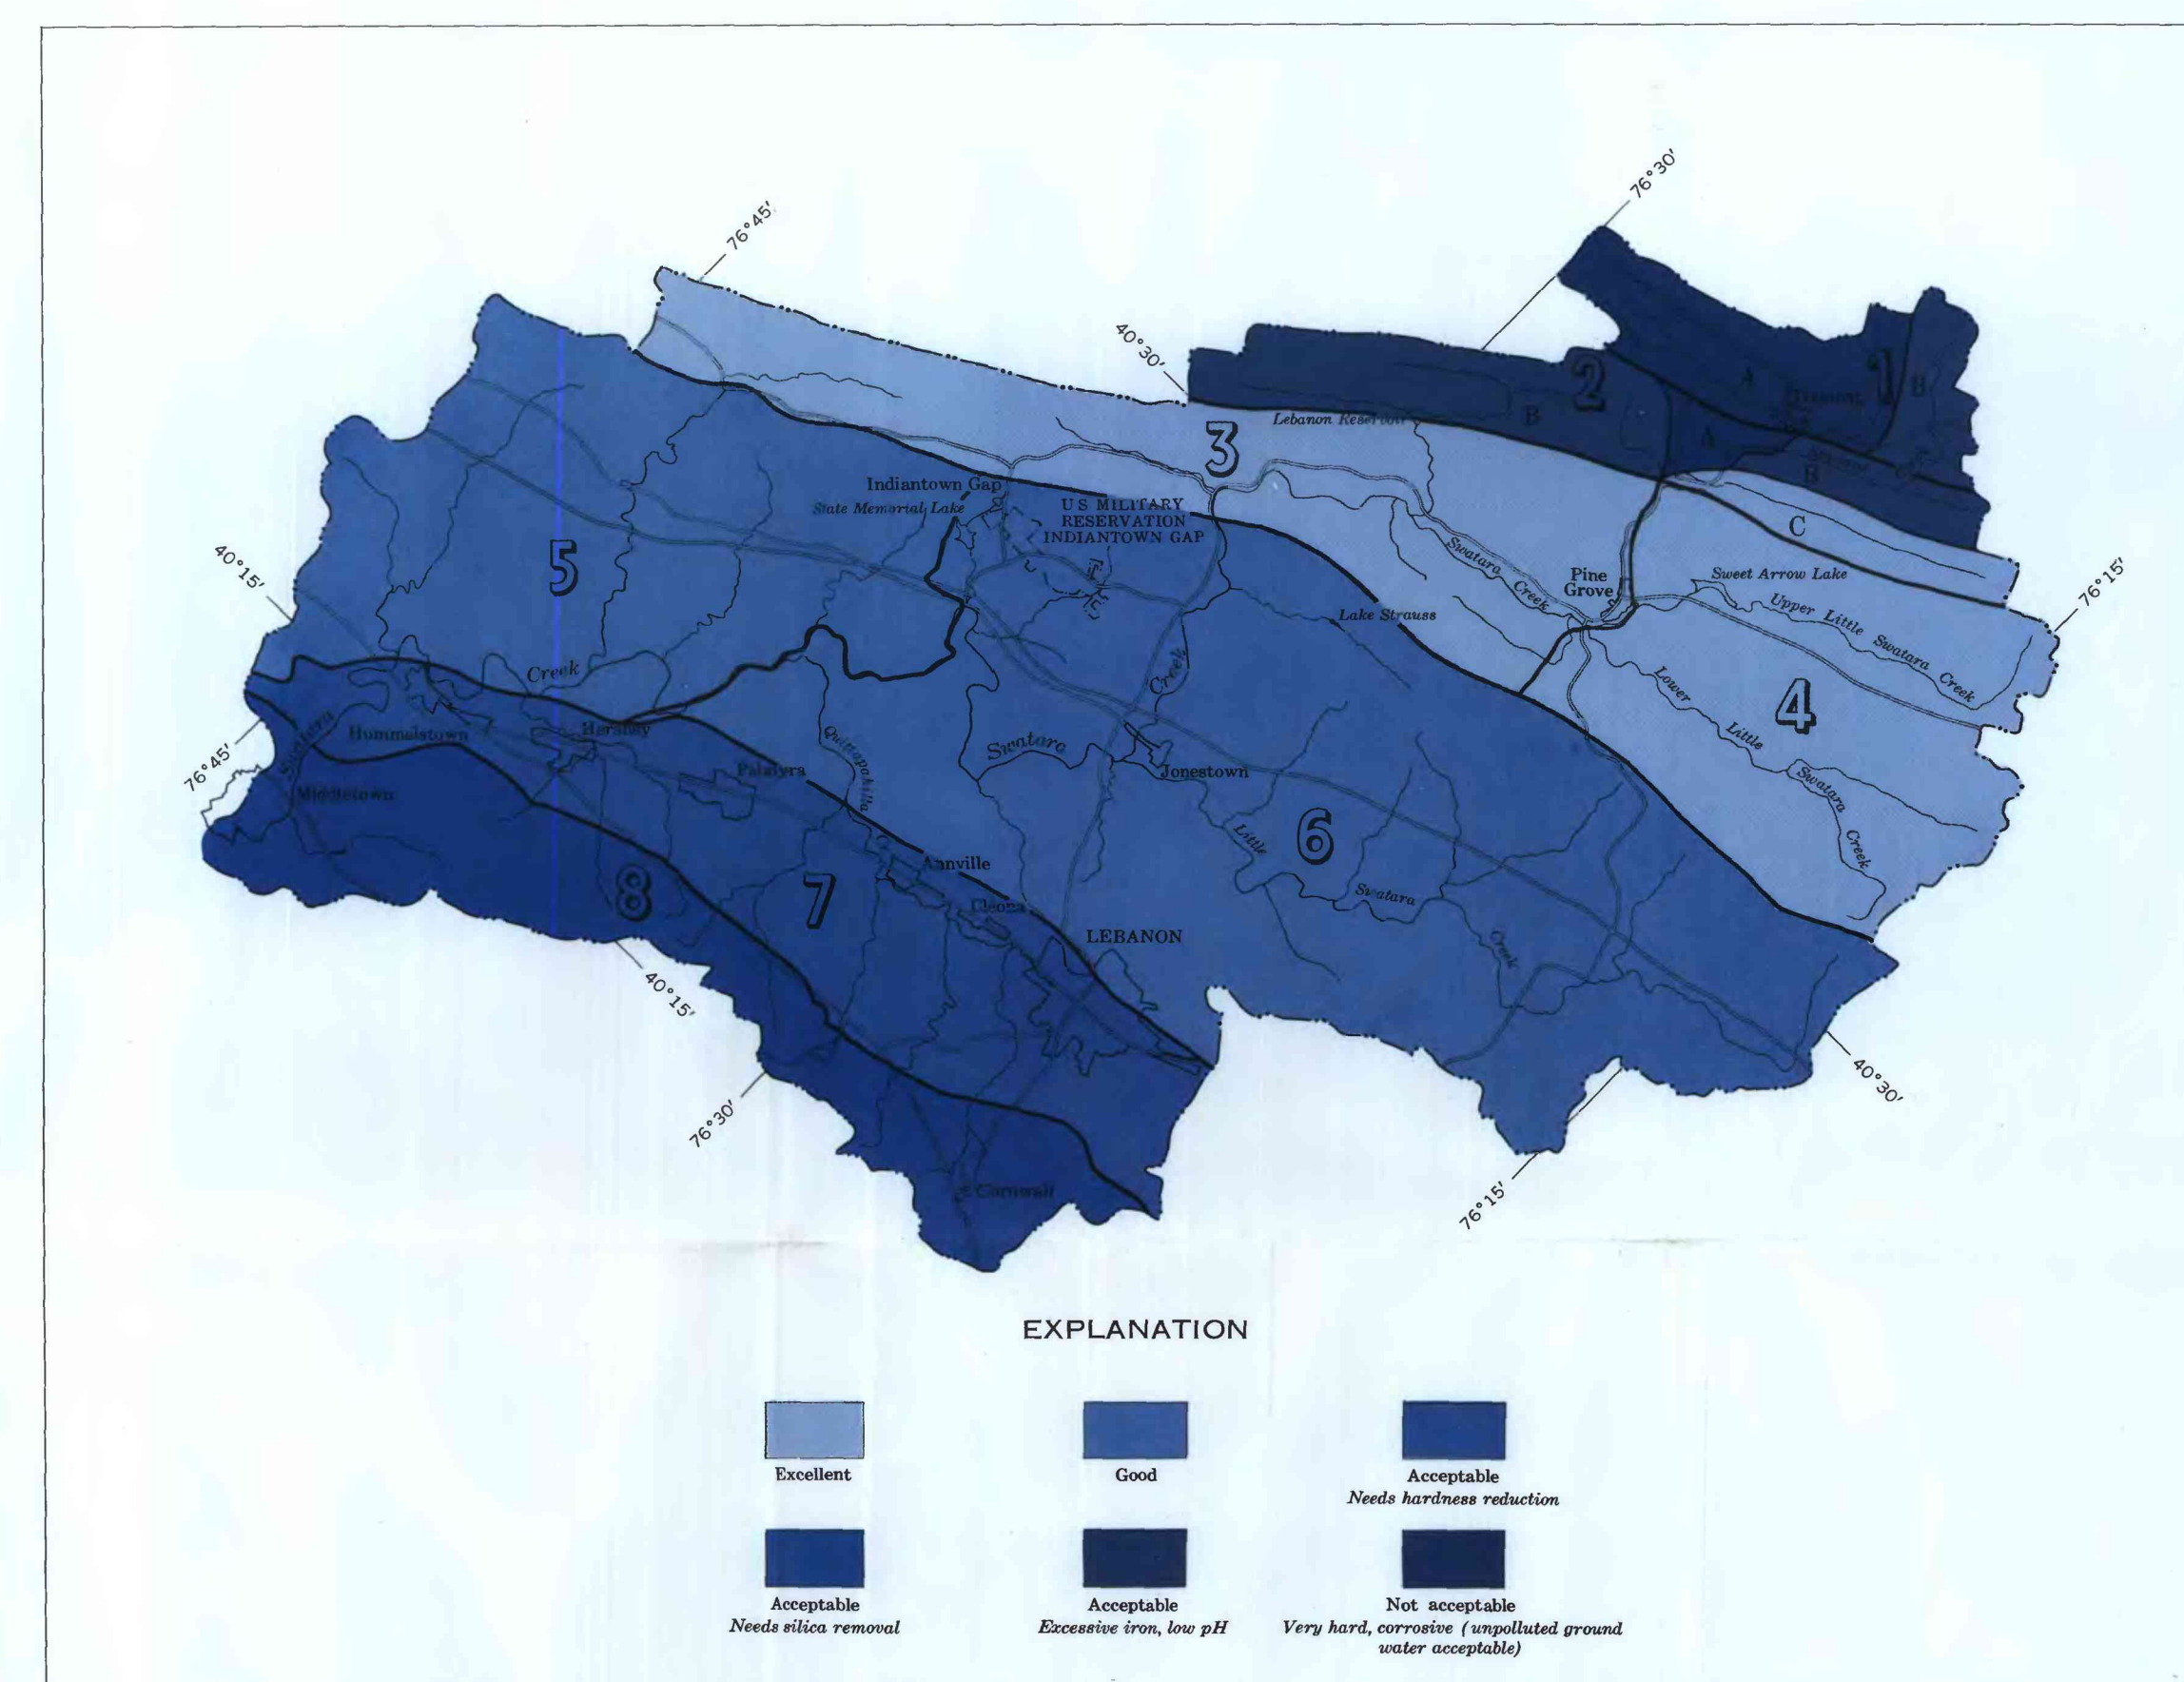 76°30′
76°45′
40°30′
2
1
A
B
Tremont
Lebanon Reservoir
B
A
3
B
Indiantown Gap
State Memorial Lake
U S MILITARY
RESERVATION
INDIANTOWN GAP
C
5
40°15′
Swatara
Creek
Pine
Grove
Sweet Arrow Lake
Upper Little Swatara
Creek
76°15′
Lake Strauss
Creek
Creek
Lower
Little
Swatara
Creek
4
Swatara
Hummelstown
Hershey
76°45′
Middletown
Palmyra
Quittapahilla
Cr
Swatara
Jonestown
6
Little
Swatara
Creek
Annville
Cleona
8
7
LEBANON
40°15′
40°30′
76°30′
Cornwall
76°15′
EXPLANATION
Excellent
Good
Acceptable
Needs hardness reduction
Acceptable
Needs silica removal
Acceptable
Excessive iron, low pH
Not acceptable
Very hard, corrosive (unpolluted ground
water acceptable)